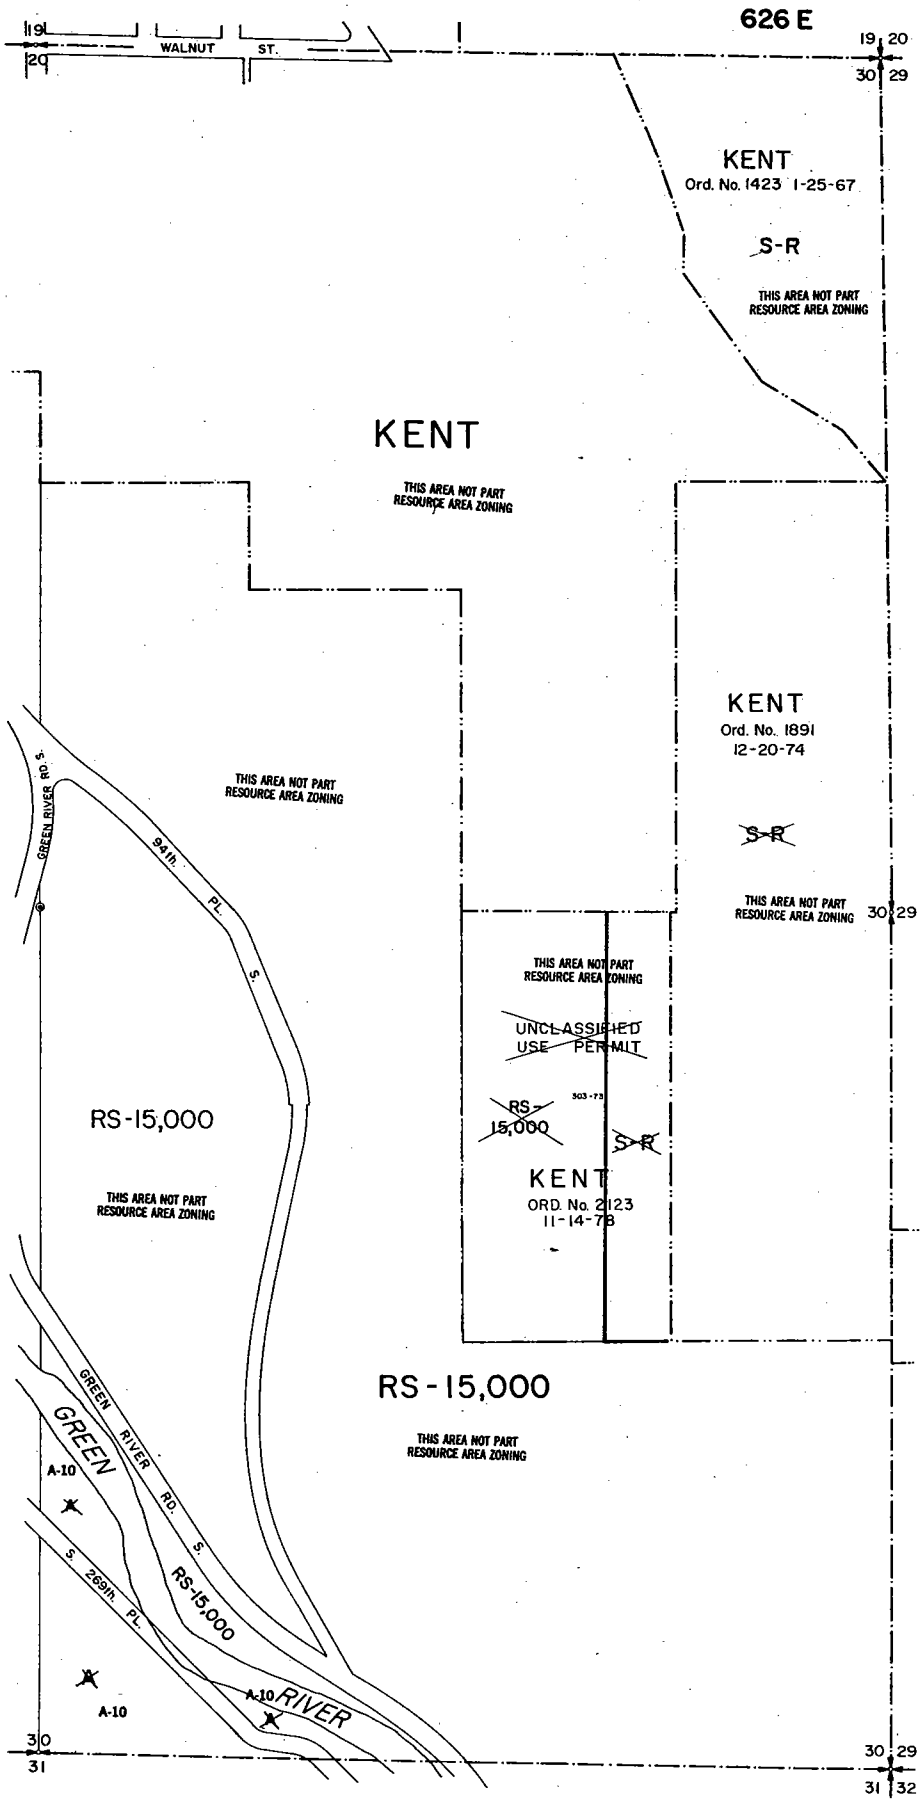 626 E
19
20
WALNUT ST.
19 20
30 29
KENT
Ord. No. 1423 1-25-67
S-R
THIS AREA NOT PART
RESOURCE AREA ZONING
KENT
THIS AREA NOT PART
RESOURCE AREA ZONING
KENT
Ord. No. 1891
12-20-74
S-R
THIS AREA NOT PART
RESOURCE AREA ZONING
30 29
THIS AREA NOT PART
RESOURCE AREA ZONING
GREEN RIVER RD. S.
94th. PL. S.
THIS AREA NOT PART
RESOURCE AREA ZONING
UNCLASSIFIED
USE PERMIT
303-73
RS-
15,000
S-R
KENT
ORD. No. 2123
11-14-78
RS-15,000
THIS AREA NOT PART
RESOURCE AREA ZONING
RS-15,000
THIS AREA NOT PART
RESOURCE AREA ZONING
GREEN RIVER RD. S.
GREEN
A-10
A
S. 269th. PL.
RS-15,000
A
A-10
A-10
A
RIVER
30
31
30 29
31 32